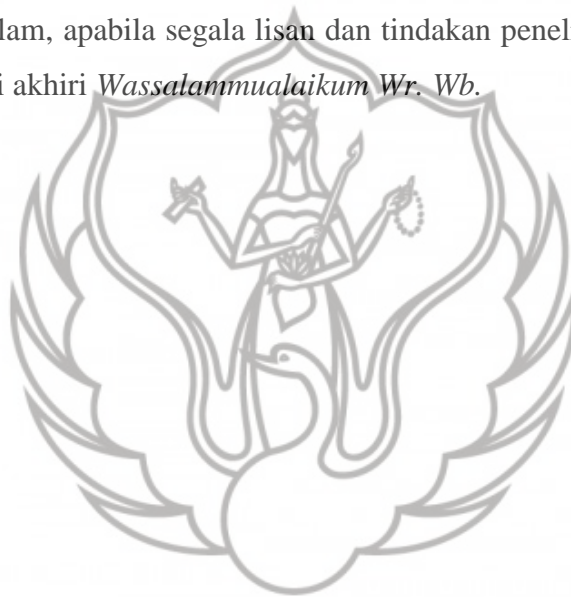 lam, apabila segala lisan dan tindakan penel
i akhiri Wassalammualaikum Wr. Wb.